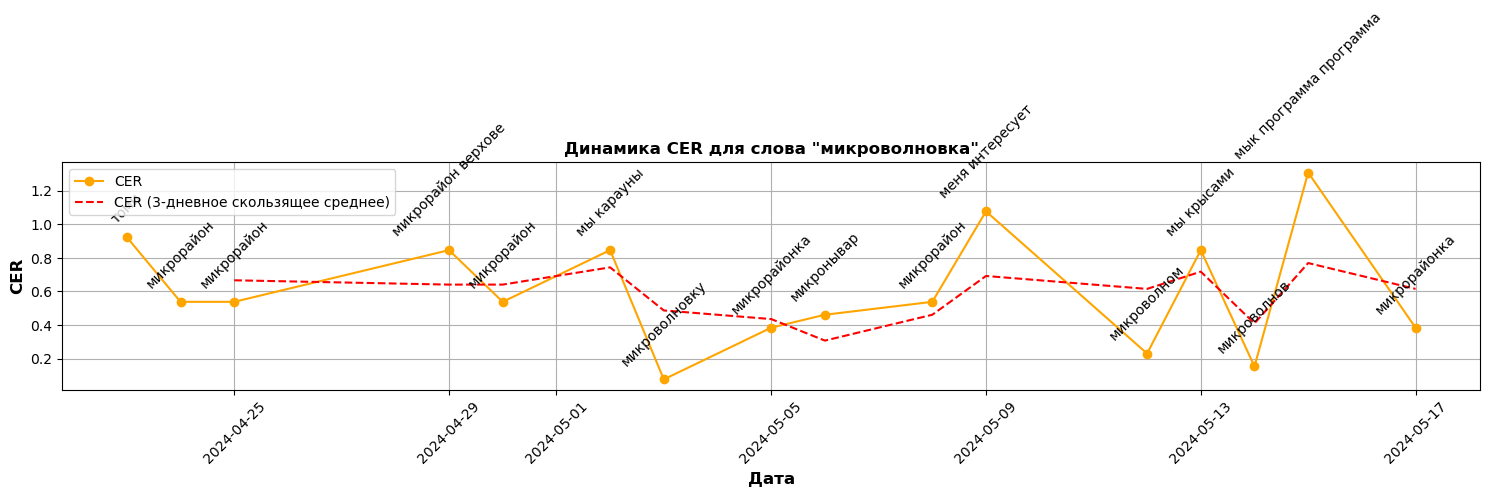 мык программа программа
Динамика CER для слова "микроволновка"
CER
CER (3-дневное скользящее среднее)
микрорайон
микрорайон
микрорайон верхове
микрорайон
мы карауны
микроволновку
микрорайонка
микронывар
микрорайон
меня интересует
микроволном
мы крысами
микроволнов
микрорайонка
CER
1.2
1.0
0.8
0.6
0.4
0.2
2024-04-25
2024-04-29
2024-05-01
2024-05-05
2024-05-09
2024-05-13
2024-05-17
Дата